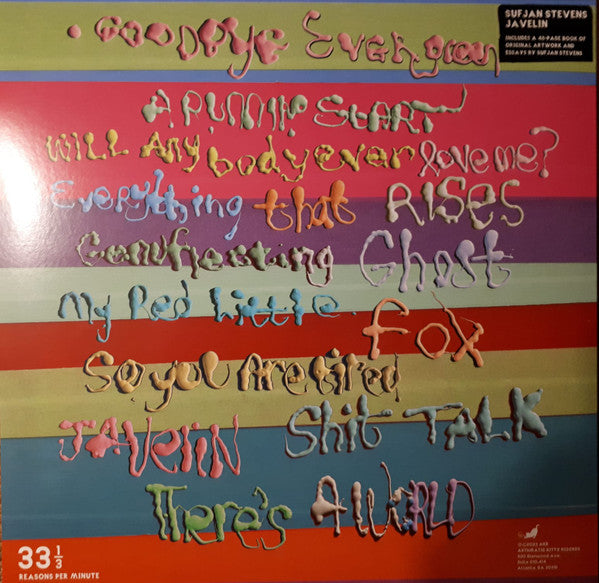 Goodbye Evergreen
SUFJAN STEVENS
JAVELIN
INCLUDES A 48-PAGE BOOK OF
ORIGINAL ARTWORK AND
ESSAYS BY SUFJAN STEVENS
A RUNNIN START
Will Any body ever love me?
Everything that RISES
Genuflecting Ghost
My Red Little FOX
So you Are tired
JAVELIN Shit TALK
There's A WORLD
33 1/3
REASONS PER MINUTE
ASTHMATIC KITTY RECORDS